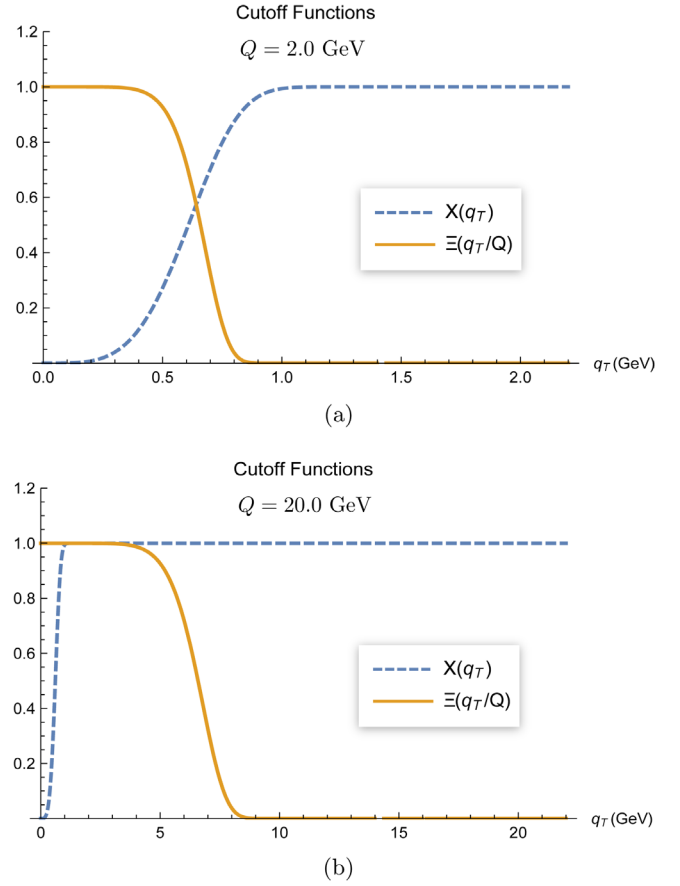 Cutoff Functions
Q = 2.0 GeV
1.2
1.0
0.8
0.6
0.4
0.2
X(q_T)
Ξ(q_T/Q)
0.0 0.5 1.0 1.5 2.0 q_T(GeV)
(a)
Cutoff Functions
Q = 20.0 GeV
1.2
1.0
0.8
0.6
0.4
0.2
X(q_T)
Ξ(q_T/Q)
0 5 10 15 20 q_T(GeV)
(b)